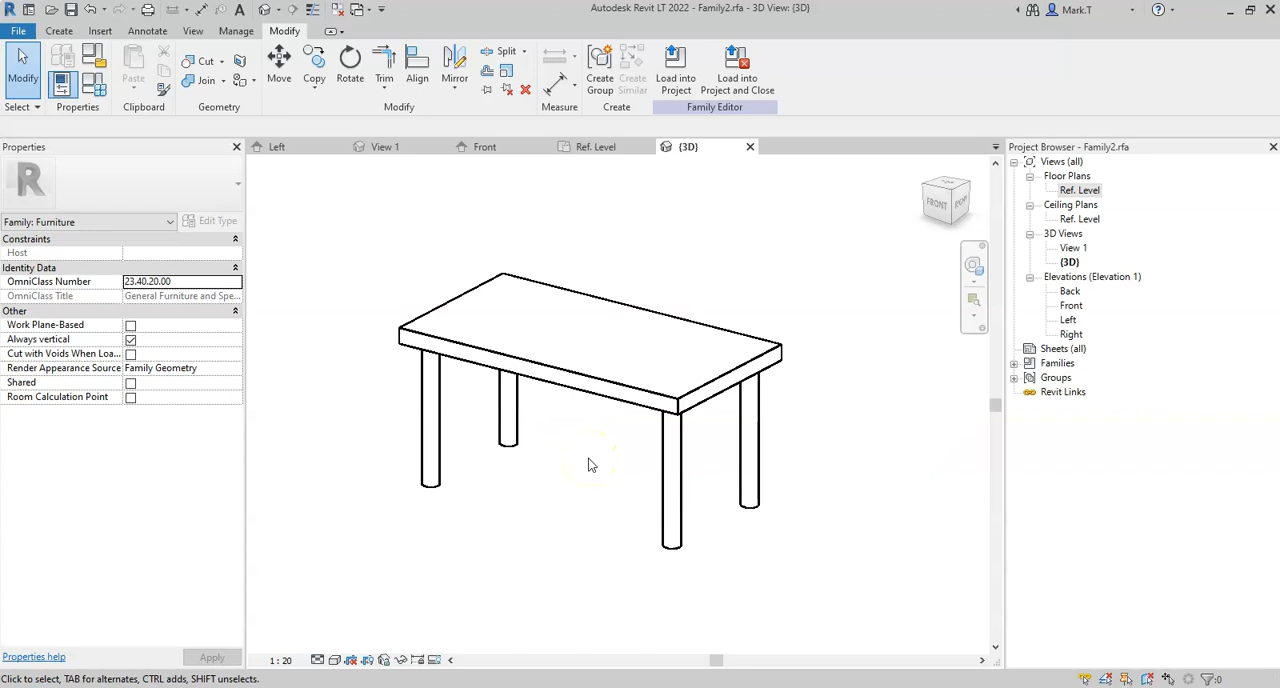 Autodesk Revit LT 2022 - Family2.rfa - 3D View: {3D}
Mark.T
File
Create
Insert
Annotate
View
Manage
Modify
Modify
Paste
Cut
Join
Move
Copy
Rotate
Trim
Align
Mirror
Split
Create Group
Create Similar
Load into Project
Load into Project and Close
Select
Properties
Clipboard
Geometry
Modify
Measure
Create
Family Editor
Properties
Family: Furniture
Edit Type
Constraints
Host
Identity Data
OmniClass Number 23.40.20.00
OmniClass Title General Furniture and Spe...
Other
Work Plane-Based
Always vertical
Cut with Voids When Loa...
Render Appearance Source Family Geometry
Shared
Room Calculation Point
Properties help
Apply
Left
View 1
Front
Ref. Level
{3D}
FRONT
1 : 20
Project Browser - Family2.rfa
Views (all)
Floor Plans
Ref. Level
Ceiling Plans
Ref. Level
3D Views
View 1
{3D}
Elevations (Elevation 1)
Back
Front
Left
Right
Sheets (all)
Families
Groups
Revit Links
Click to select, TAB for alternates, CTRL adds, SHIFT unselects.
:0